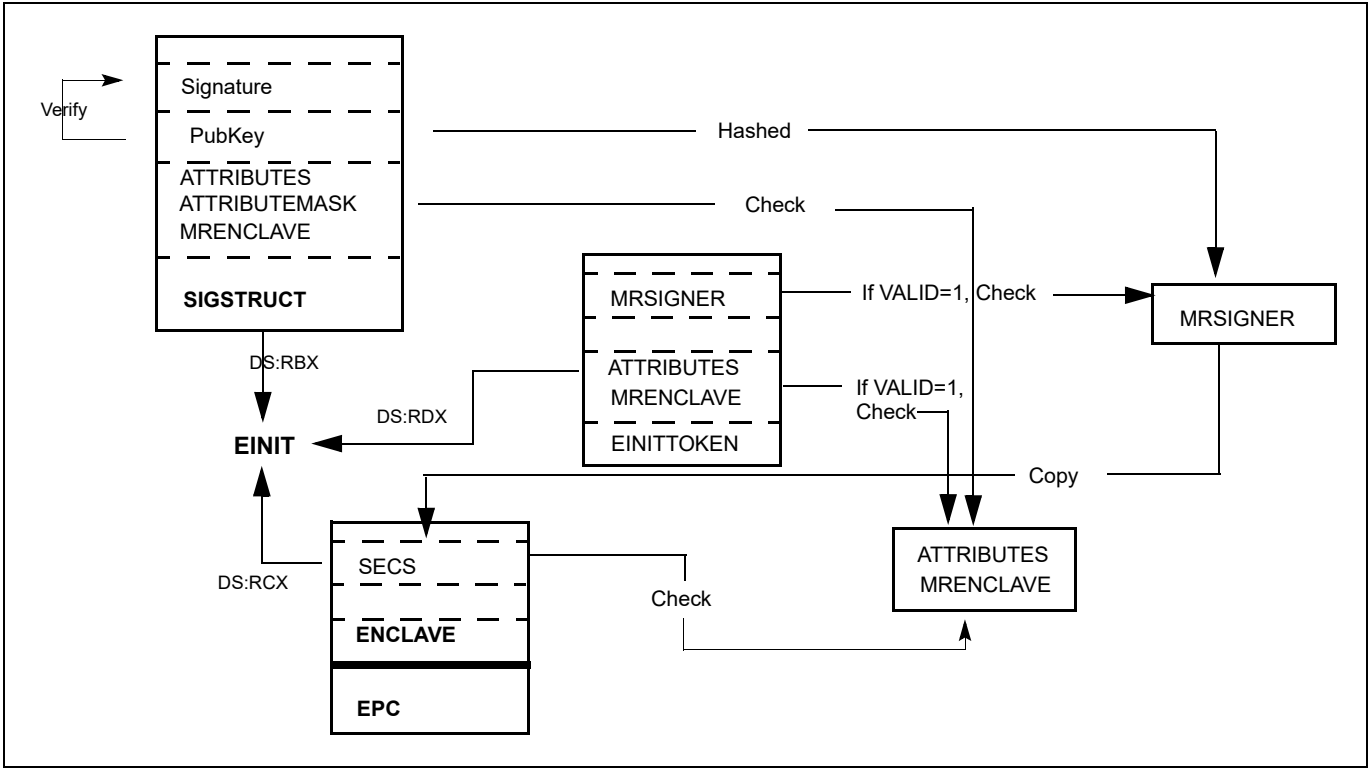 Signature
Verify
PubKey
Hashed
ATTRIBUTES
ATTRIBUTEMASK
MRENCLAVE
Check
SIGSTRUCT
MRSIGNER
If VALID=1, Check
MRSIGNER
DS:RBX
ATTRIBUTES
MRENCLAVE
If VALID=1,
Check
DS:RDX
EINIT
EINITTOKEN
Copy
SECS
DS:RCX
Check
ATTRIBUTES
MRENCLAVE
ENCLAVE
EPC